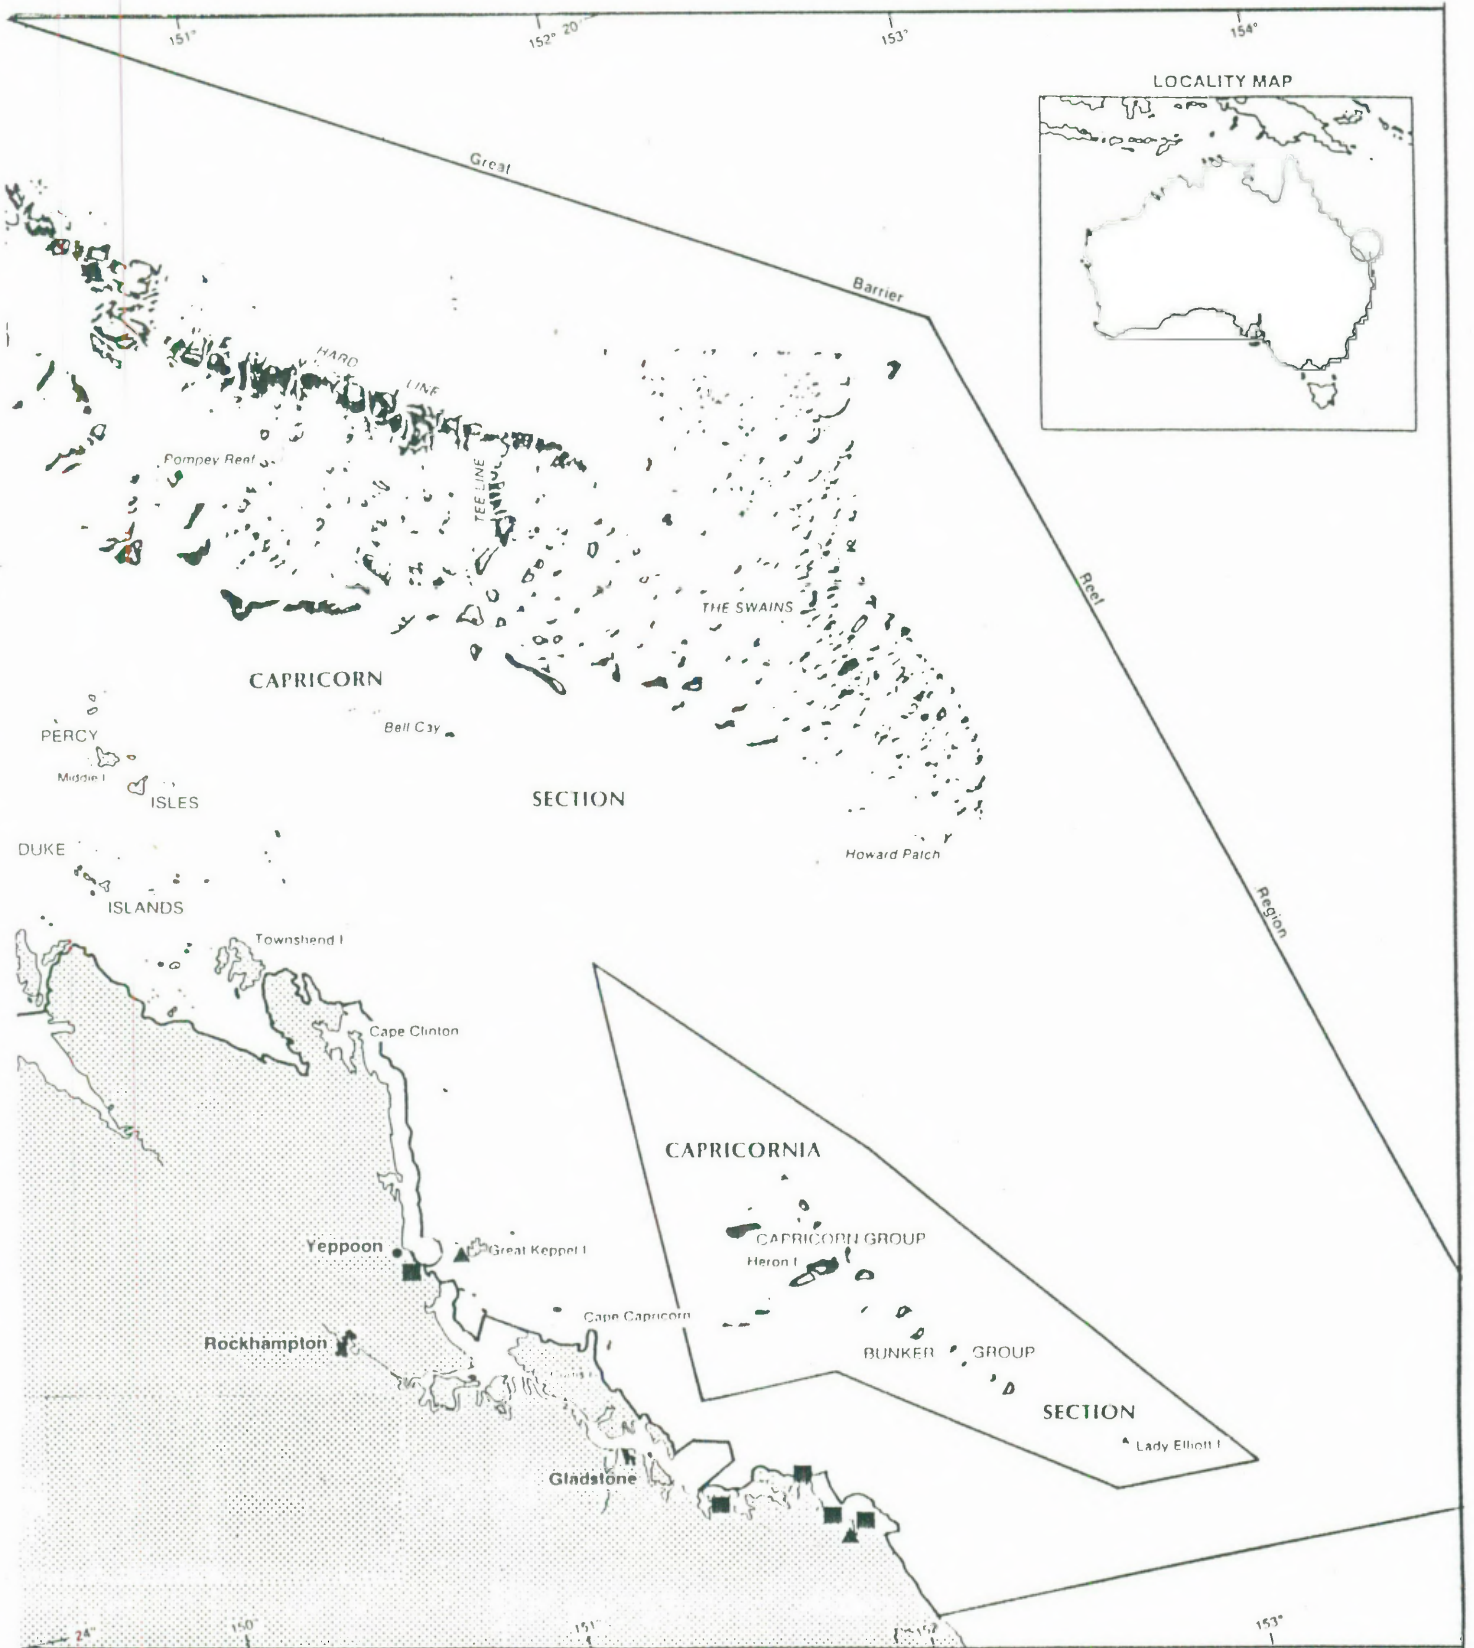 151°
152° 20
153°
154°
LOCALITY MAP
Great
Barrier
Reef
Region
HARD
LINE
Pompey Reef
TEE LINE
THE SWAINS
CAPRICORN
Bell Cay
PERCY
Middle I
ISLES
SECTION
DUKE
Howard Patch
ISLANDS
Townshend I
Cape Clinton
CAPRICORNIA
Yeppoon
Great Keppel I
CAPRICORN GROUP
Heron I
Cape Capricorn
Rockhampton
BUNKER GROUP
SECTION
Lady Elliott I
Gladstone
24°
150°
151°
152
153°